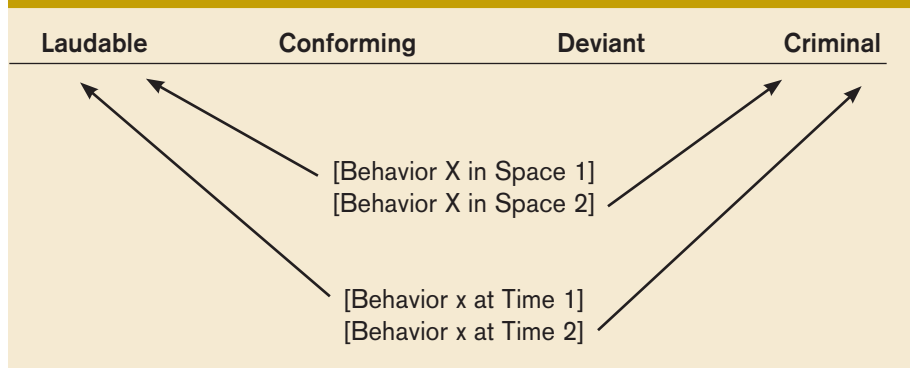 Laudable Conforming Deviant Criminal
[Behavior X in Space 1]
[Behavior X in Space 2]
[Behavior x at Time 1]
[Behavior x at Time 2]